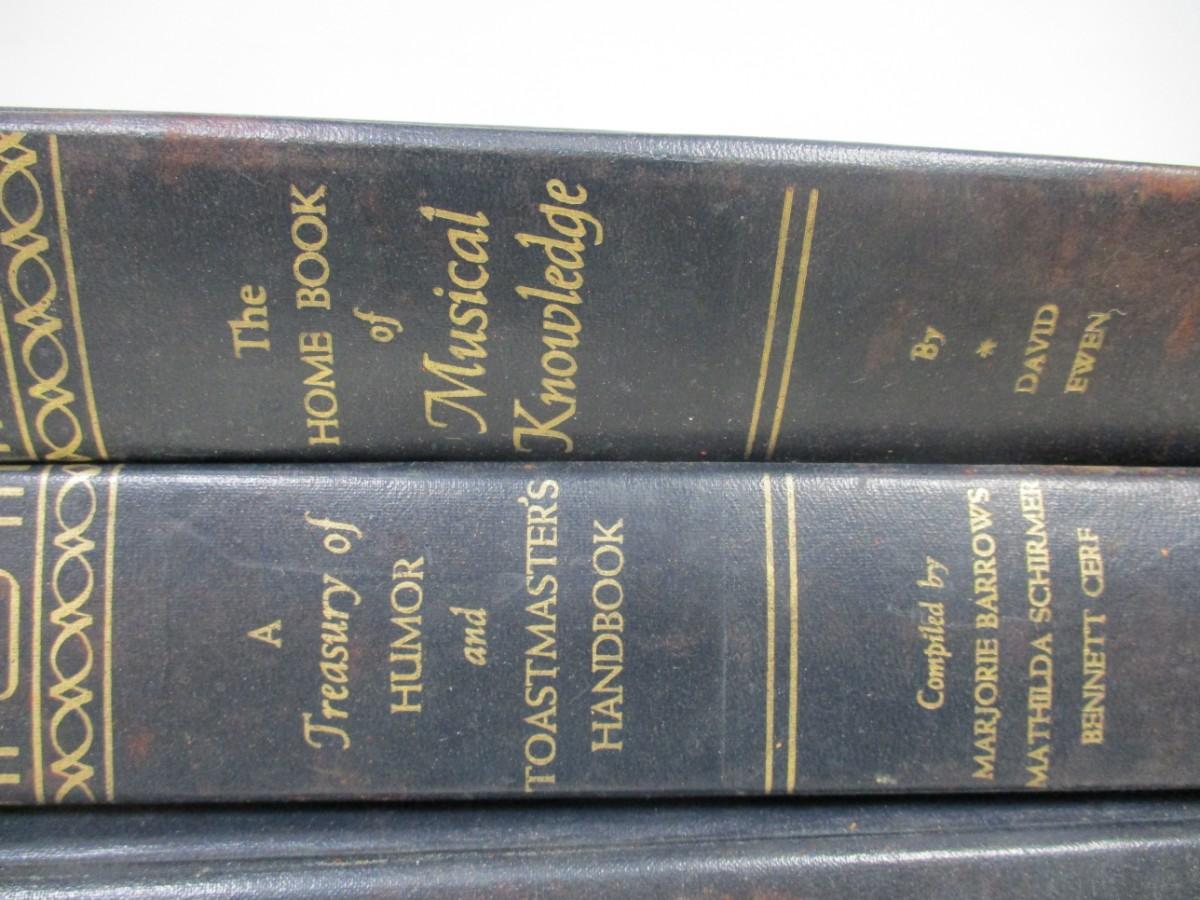 The
HOME BOOK
of
Musical
Knowledge
By
*
DAVID
EWEN
A
Treasury of
HUMOR
and
TOASTMASTER'S
HANDBOOK
Compiled by
MARJORIE BARROWS
MATHILDA SCHIRMER
BENNETT CERF